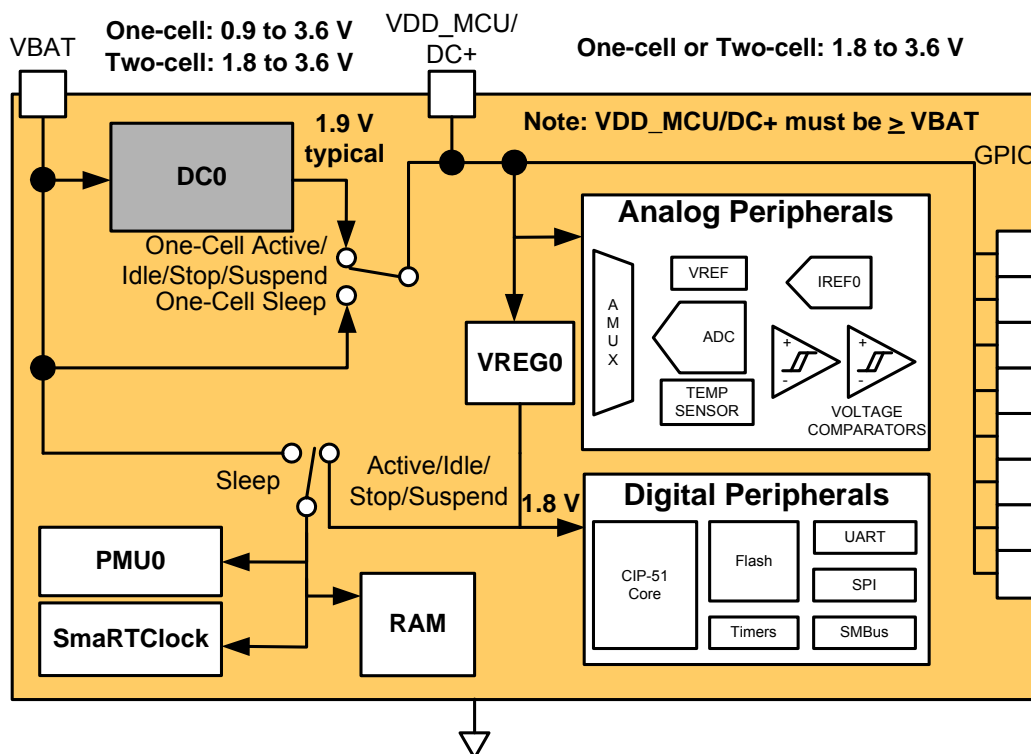 VBAT
One-cell: 0.9 to 3.6 V
Two-cell: 1.8 to 3.6 V
VDD_MCU/
DC+
One-cell or Two-cell: 1.8 to 3.6 V
Note: VDD_MCU/DC+ must be ≥ VBAT
GPIO
1.9 V
typical
DC0
One-Cell Active/
Idle/Stop/Suspend
One-Cell Sleep
VREG0
Analog Peripherals
A
M
U
X
VREF
IREF0
ADC
TEMP
SENSOR
+
-
+
-
VOLTAGE
COMPARATORS
Sleep
Active/Idle/
Stop/Suspend
1.8 V
Digital Peripherals
CIP-51
Core
Flash
Timers
UART
SPI
SMBus
PMU0
SmaRTClock
RAM